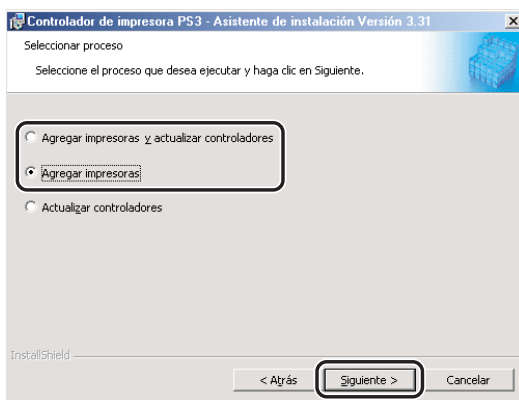 Controlador de impresora PS3 - Asistente de instalación Versión 3.31
Seleccionar proceso
Seleccione el proceso que desea ejecutar y haga clic en Siguiente.
Agregar impresoras y actualizar controladores
Agregar impresoras
Actualizar controladores
InstallShield
< Atrás
Siguiente >
Cancelar